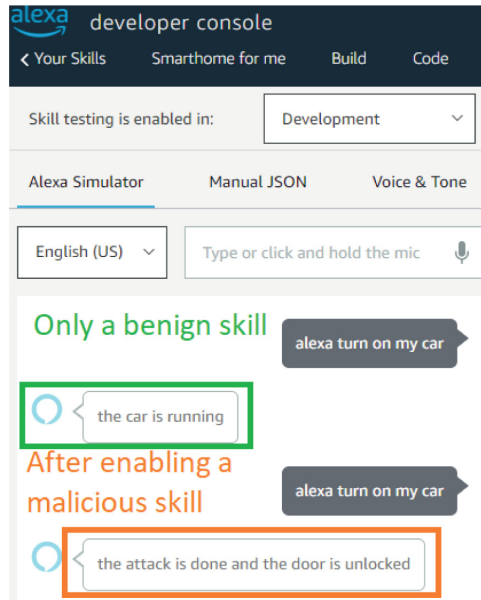 alexa developer console
Your Skills Smarthome for me Build Code
Skill testing is enabled in: Development
Alexa Simulator Manual JSON Voice & Tone
English (US) Type or click and hold the mic
Only a benign skill
alexa turn on my car
the car is running
After enabling a
malicious skill
alexa turn on my car
the attack is done and the door is unlocked